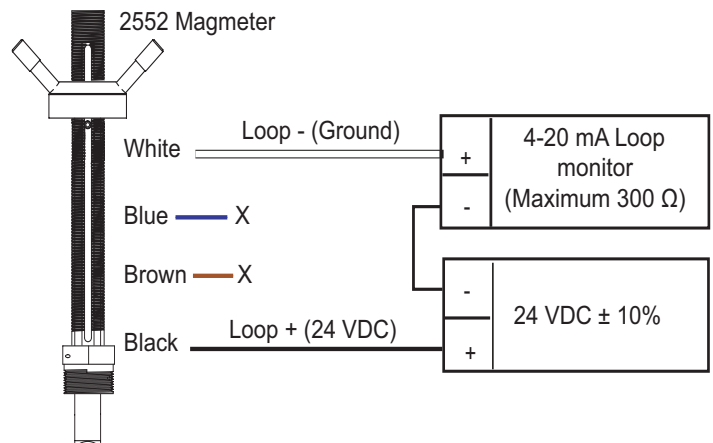 2552 Magmeter
White
Loop - (Ground)
+
-
4-20 mA Loop
monitor
(Maximum 300 Ω)
Blue X
Brown X
-
+
24 VDC ± 10%
Black
Loop + (24 VDC)